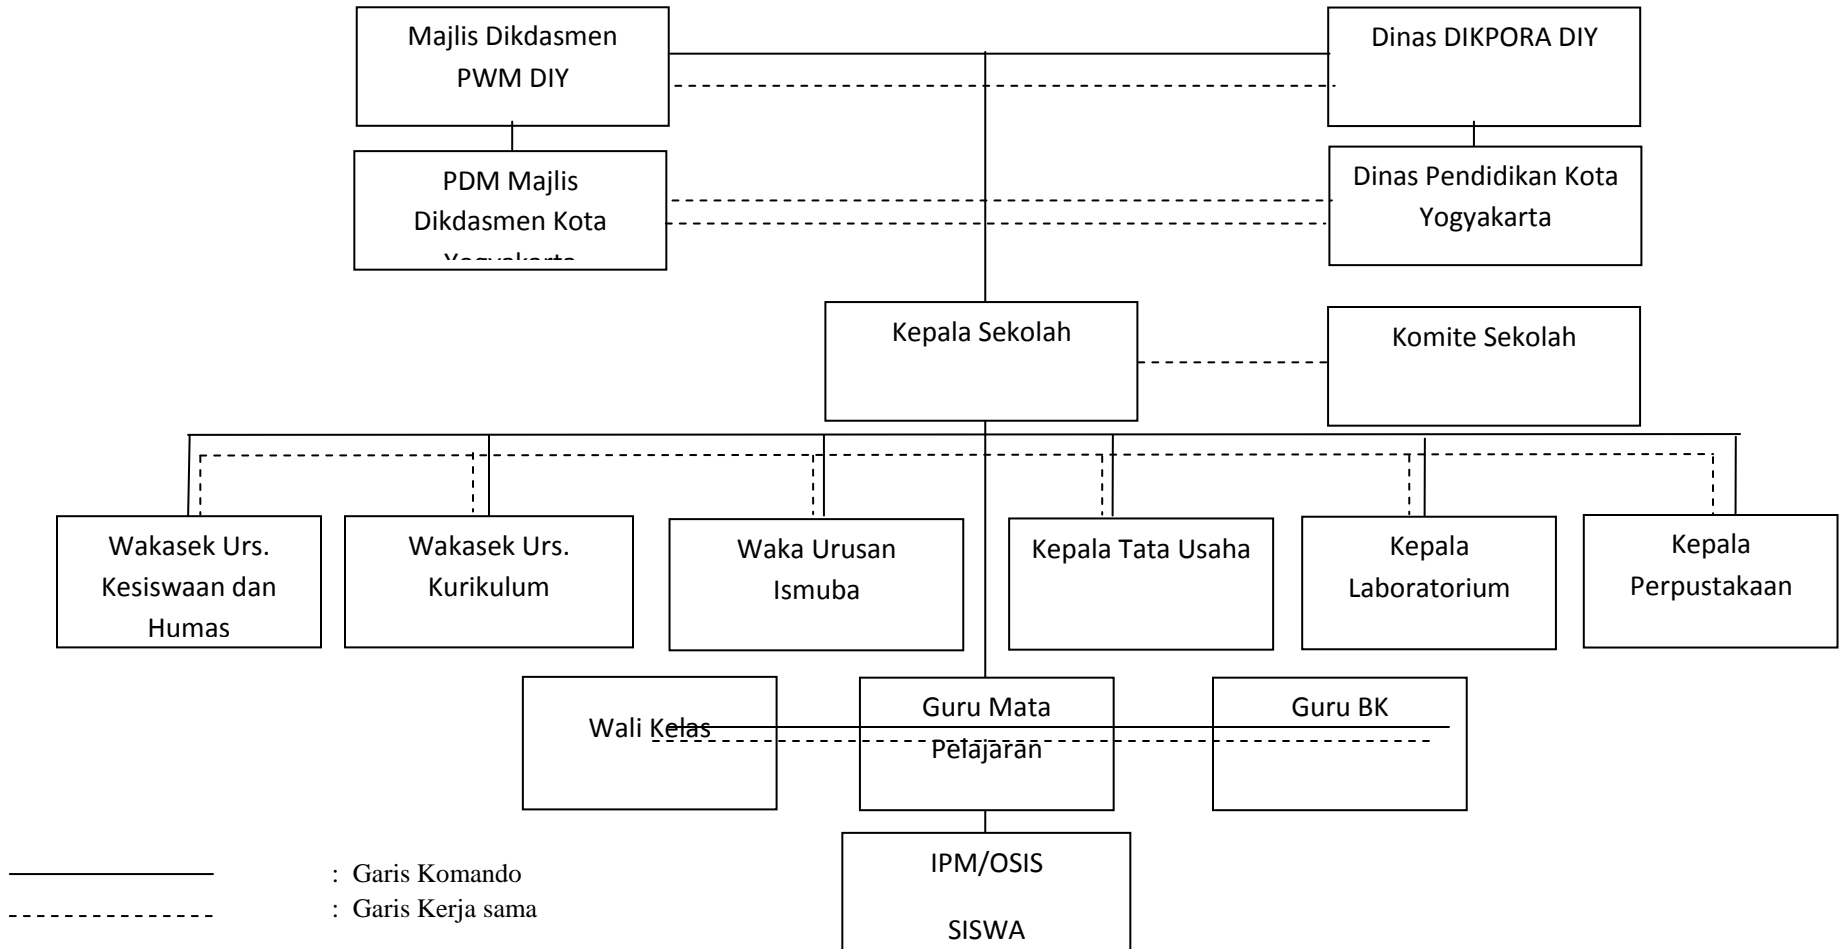 Majlis Dikdasmen
PWM DIY
Dinas DIKPORA DIY
PDM Majlis
Dikdasmen Kota
Yogyakarta
Dinas Pendidikan Kota
Yogyakarta
Kepala Sekolah
Komite Sekolah
Wakasek Urs.
Kesiswaan dan
Humas
Wakasek Urs.
Kurikulum
Waka Urusan
Ismuba
Kepala Tata Usaha
Kepala
Laboratorium
Kepala
Perpustakaan
Wali Kelas
Guru Mata
Pelajaran
Guru BK
IPM/OSIS
SISWA
: Garis Komando
: Garis Kerja sama